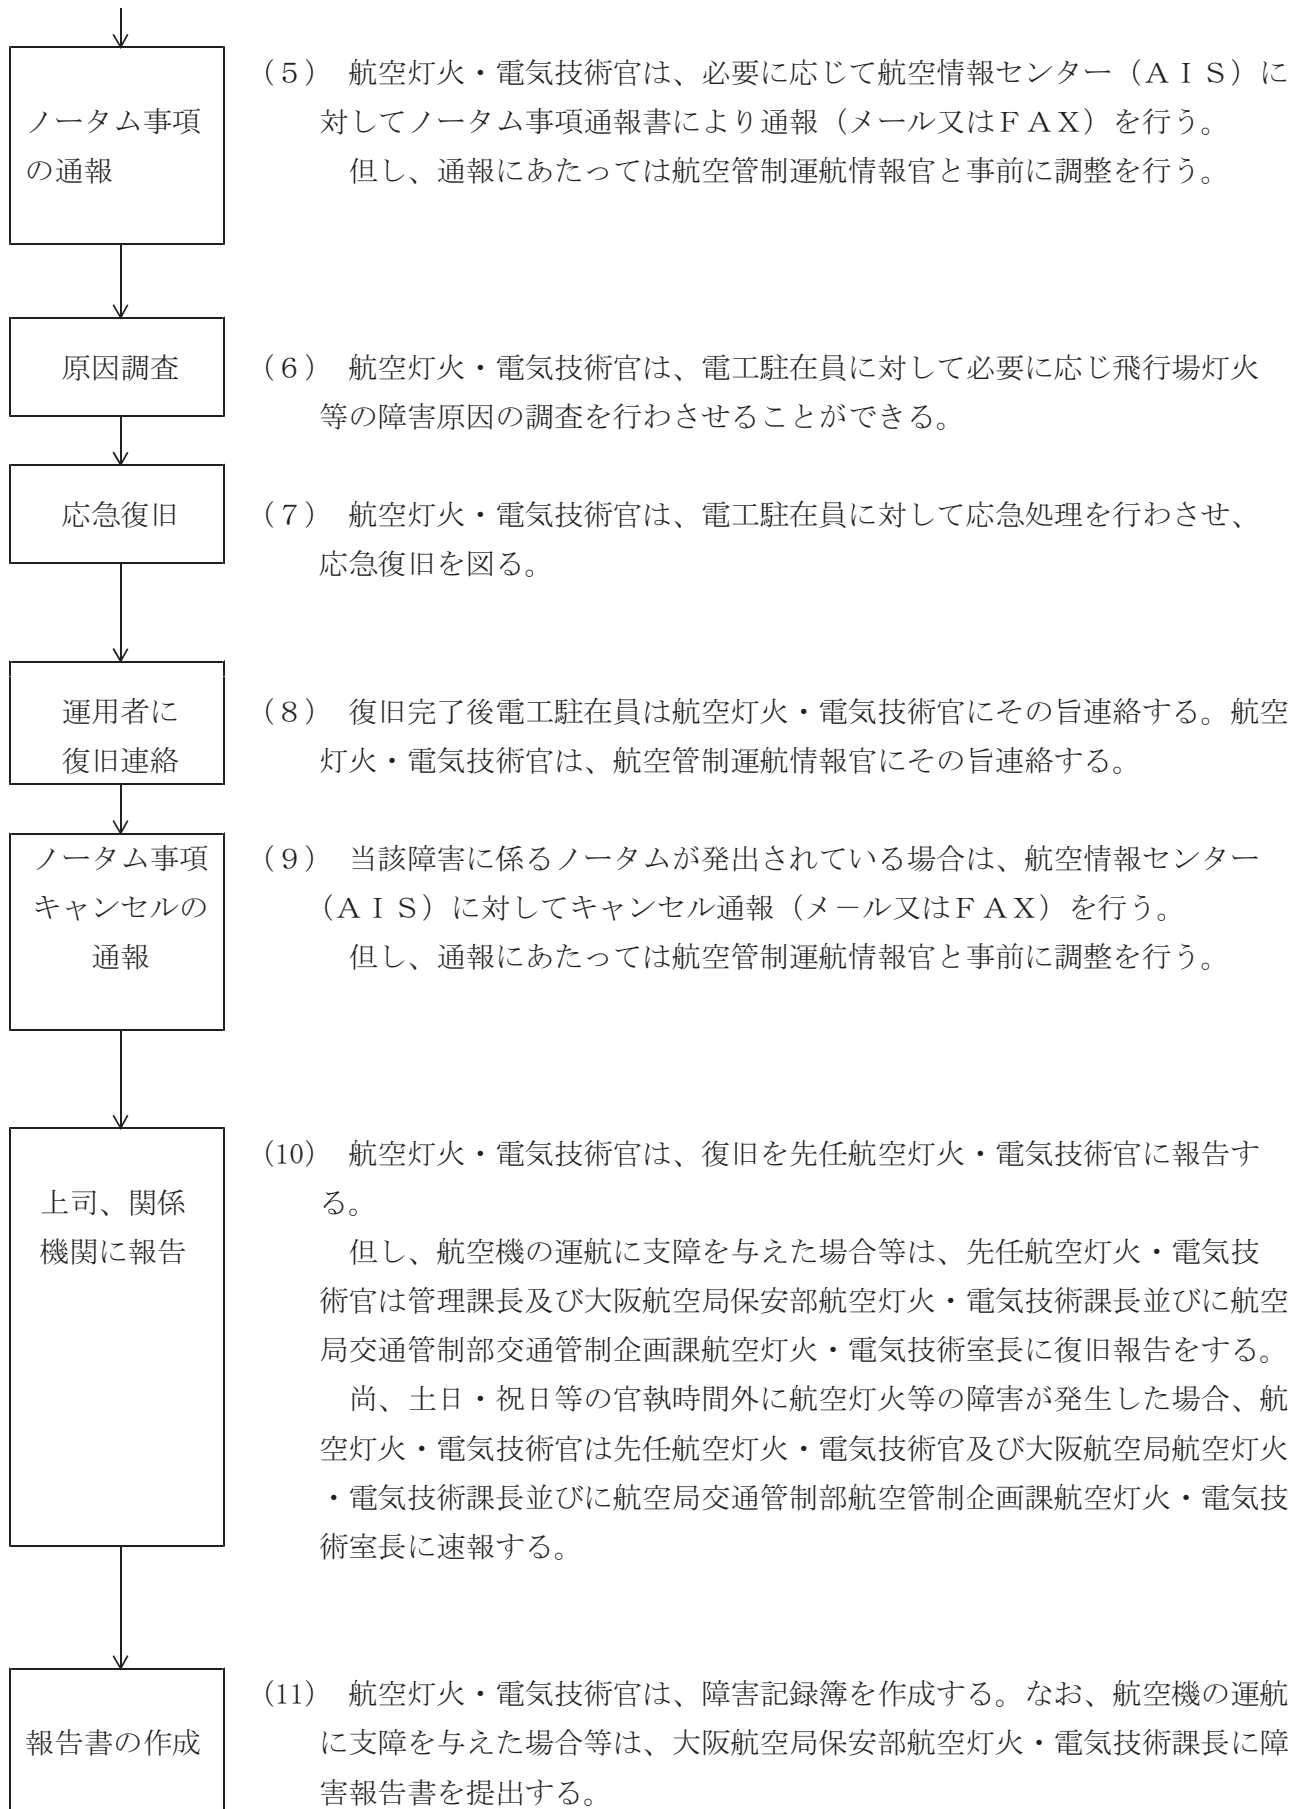 ノータム事項
の通報
（５） 航空灯火・電気技術官は、必要に応じて航空情報センター（ＡＩＳ）に
対してノータム事項通報書により通報（メール又はＦＡＸ）を行う。
但し、通報にあたっては航空管制運航情報官と事前に調整を行う。
原因調査
（６） 航空灯火・電気技術官は、電工駐在員に対して必要に応じ飛行場灯火
等の障害原因の調査を行わさせることができる。
応急復旧
（７） 航空灯火・電気技術官は、電工駐在員に対して応急処理を行わさせ、
応急復旧を図る。
運用者に
復旧連絡
（８） 復旧完了後電工駐在員は航空灯火・電気技術官にその旨連絡する。航空
灯火・電気技術官は、航空管制運航情報官にその旨連絡する。
ノータム事項
キャンセルの
通報
（９） 当該障害に係るノータムが発出されている場合は、航空情報センター
（ＡＩＳ）に対してキャンセル通報（メール又はＦＡＸ）を行う。
但し、通報にあたっては航空管制運航情報官と事前に調整を行う。
上司、関係
機関に報告
（10） 航空灯火・電気技術官は、復旧を先任航空灯火・電気技術官に報告す
る。
但し、航空機の運航に支障を与えた場合等は、先任航空灯火・電気技
術官は管理課長及び大阪航空局保安部航空灯火・電気技術課長並びに航空
局交通管制部交通管制企画課航空灯火・電気技術室長に復旧報告をする。
尚、土日・祝日等の官執時間外に航空灯火等の障害が発生した場合、航
空灯火・電気技術官は先任航空灯火・電気技術官及び大阪航空局航空灯火
・電気技術課長並びに航空局交通管制部航空管制企画課航空灯火・電気技
術室長に速報する。
報告書の作成
（11） 航空灯火・電気技術官は、障害記録簿を作成する。なお、航空機の運航
に支障を与えた場合等は、大阪航空局保安部航空灯火・電気技術課長に障
害報告書を提出する。